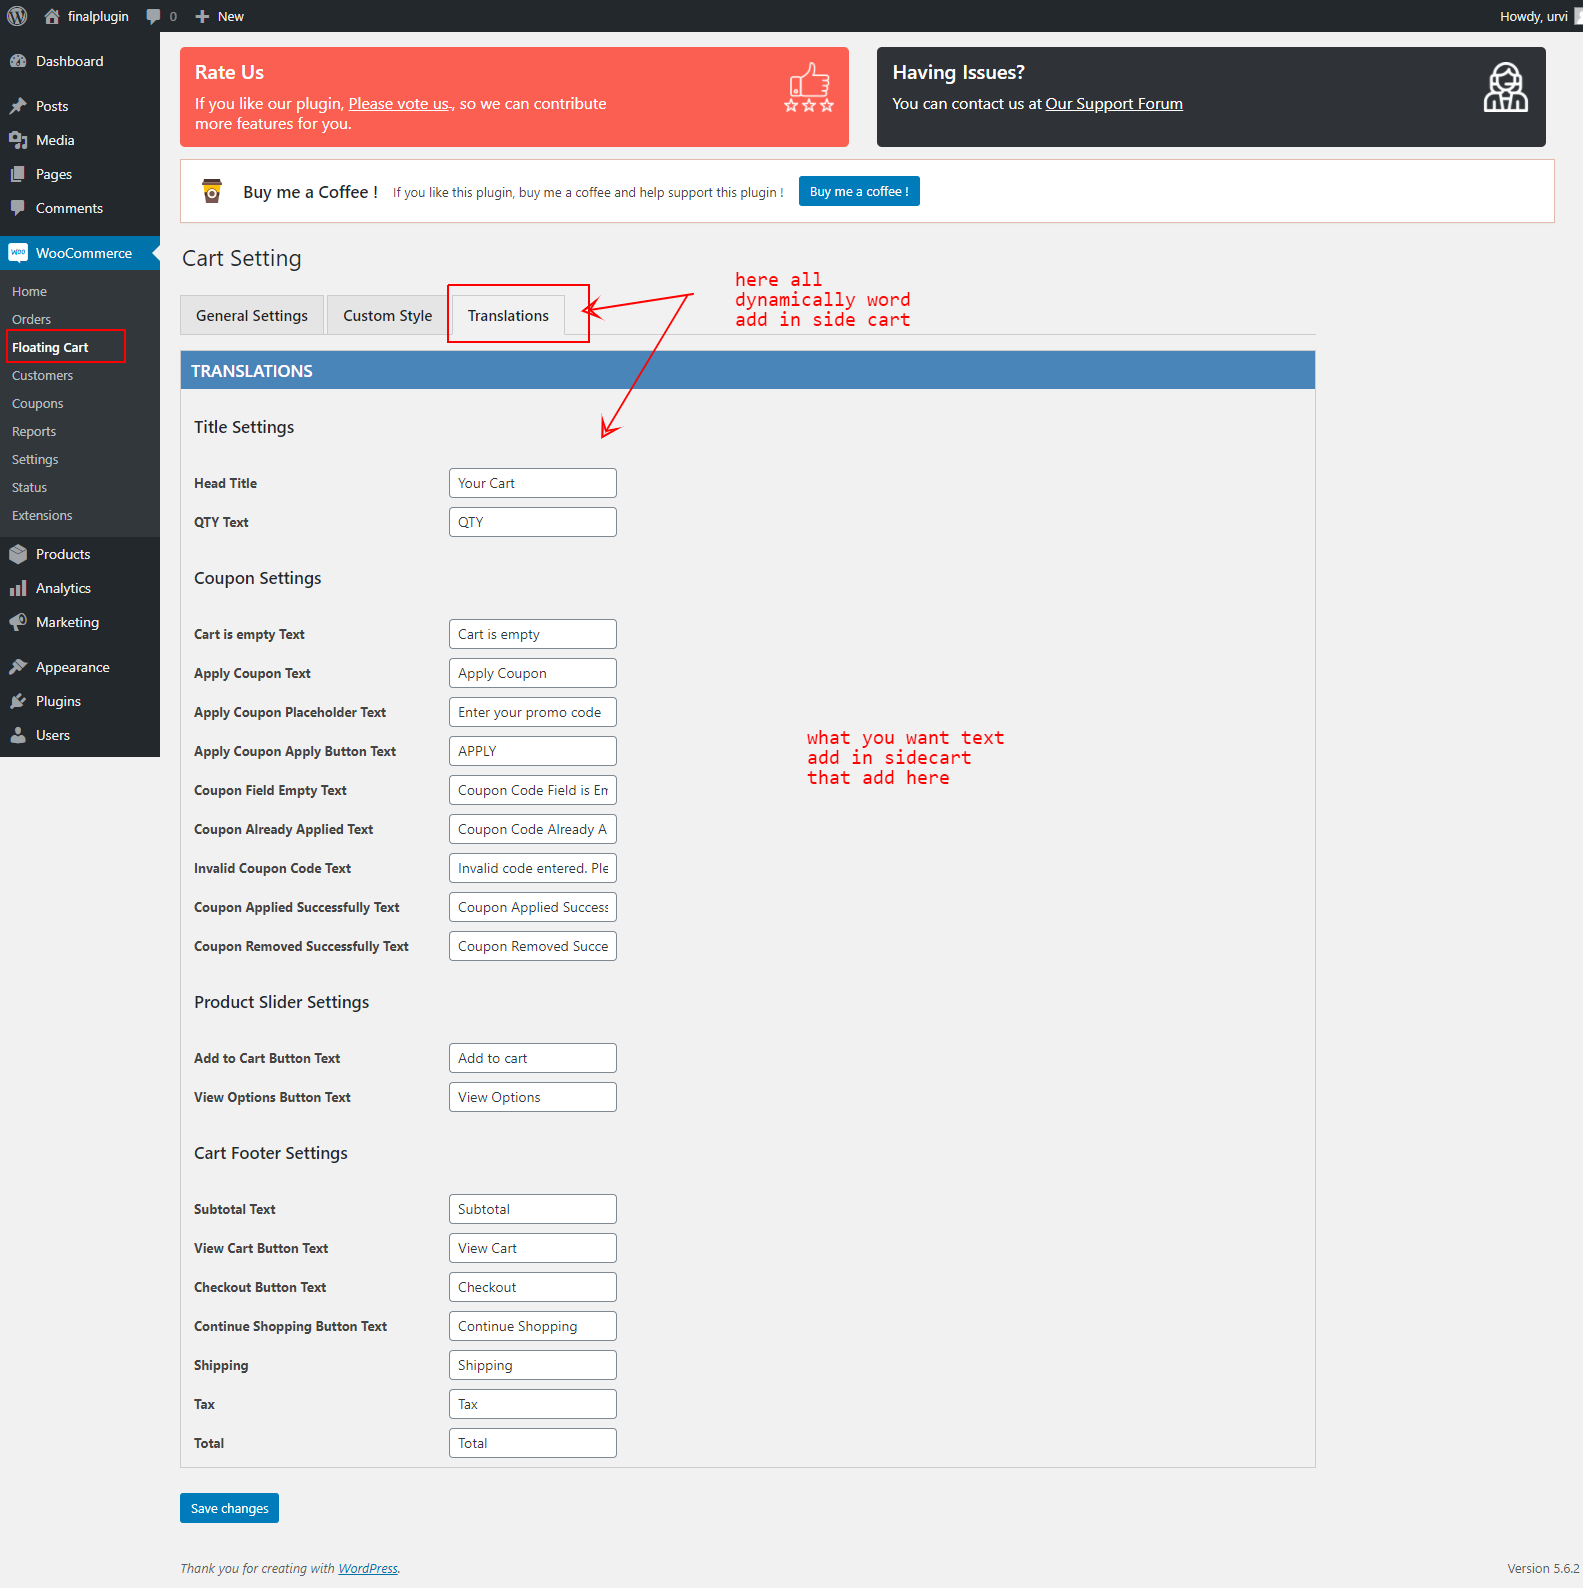 finalplugin 0 New Howdy, urvi
Dashboard
Posts
Media
Pages
Comments
WooCommerce
Home
Orders
Floating Cart
Customers
Coupons
Reports
Settings
Status
Extensions
Products
Analytics
Marketing
Appearance
Plugins
Users
Rate Us
If you like our plugin, Please vote us , so we can contribute
more features for you.
Having Issues?
You can contact us at Our Support Forum
Buy me a Coffee ! If you like this plugin, buy me a coffee and help support this plugin ! Buy me a coffee !
Cart Setting
General Settings Custom Style Translations
here all
dynamically word
add in side cart
TRANSLATIONS
Title Settings
Head Title Your Cart
QTY Text QTY
Coupon Settings
Cart is empty Text Cart is empty
Apply Coupon Text Apply Coupon
Apply Coupon Placeholder Text Enter your promo code
Apply Coupon Apply Button Text APPLY
Coupon Field Empty Text Coupon Code Field is Em
Coupon Already Applied Text Coupon Code Already A
Invalid Coupon Code Text Invalid code entered. Ple
Coupon Applied Successfully Text Coupon Applied Success
Coupon Removed Successfully Text Coupon Removed Succe
what you want text
add in sidecart
that add here
Product Slider Settings
Add to Cart Button Text Add to cart
View Options Button Text View Options
Cart Footer Settings
Subtotal Text Subtotal
View Cart Button Text View Cart
Checkout Button Text Checkout
Continue Shopping Button Text Continue Shopping
Shipping Shipping
Tax Tax
Total Total
Save changes
Thank you for creating with WordPress.
Version 5.6.2